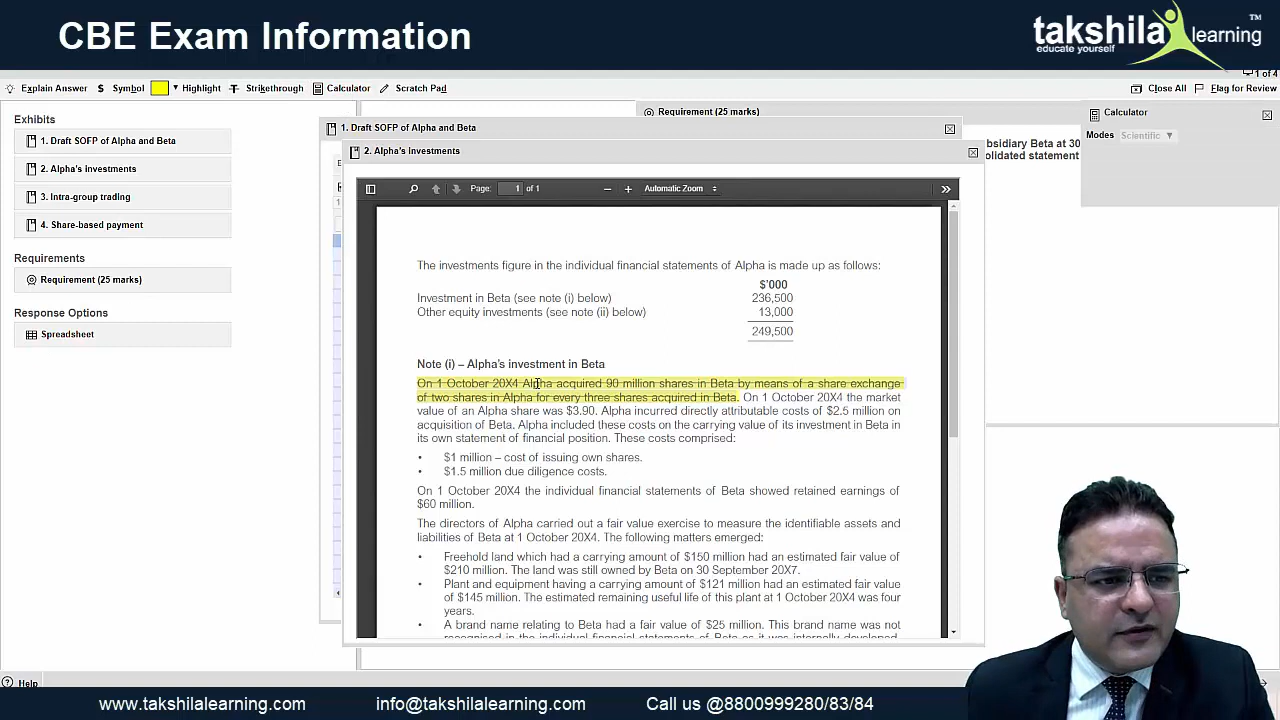 CBE Exam Information
takshila learning ™
educate yourself
1 of 4
Explain Answer $ Symbol Highlight Strikethrough Calculator Scratch Pad Close All Flag for Review
Exhibits
1. Draft SOFP of Alpha and Beta
2. Alpha's investments
3. Intra-group trading
4. Share-based payment
Requirements
Requirement (25 marks)
Response Options
Spreadsheet
Requirement (25 marks)
bsidiary Beta at 30
olidated statement
Calculator
Modes Scientific
1. Draft SOFP of Alpha and Beta
2. Alpha's investments
Page: 1 of 1 Automatic Zoom
The investments figure in the individual financial statements of Alpha is made up as follows:
$'000
Investment in Beta (see note (i) below) 236,500
Other equity investments (see note (ii) below) 13,000
249,500
Note (i) – Alpha's investment in Beta
On 1 October 20X4 Alpha acquired 90 million shares in Beta by means of a share exchange
of two shares in Alpha for every three shares acquired in Beta. On 1 October 20X4 the market
value of an Alpha share was $3.90. Alpha incurred directly attributable costs of $2.5 million on
acquisition of Beta. Alpha included these costs on the carrying value of its investment in Beta in
its own statement of financial position. These costs comprised:
• $1 million – cost of issuing own shares.
• $1.5 million due diligence costs.
On 1 October 20X4 the individual financial statements of Beta showed retained earnings of
$60 million.
The directors of Alpha carried out a fair value exercise to measure the identifiable assets and
liabilities of Beta at 1 October 20X4. The following matters emerged:
• Freehold land which had a carrying amount of $150 million had an estimated fair value of
$210 million. The land was still owned by Beta on 30 September 20X7.
• Plant and equipment having a carrying amount of $121 million had an estimated fair value
of $145 million. The estimated remaining useful life of this plant at 1 October 20X4 was four
years.
• A brand name relating to Beta had a fair value of $25 million. This brand name was not
recognised in the individual financial statements of Beta as it was internally developed.
Help
www.takshilalearning.com info@takshilalearning.com Call us @8800999280/83/84